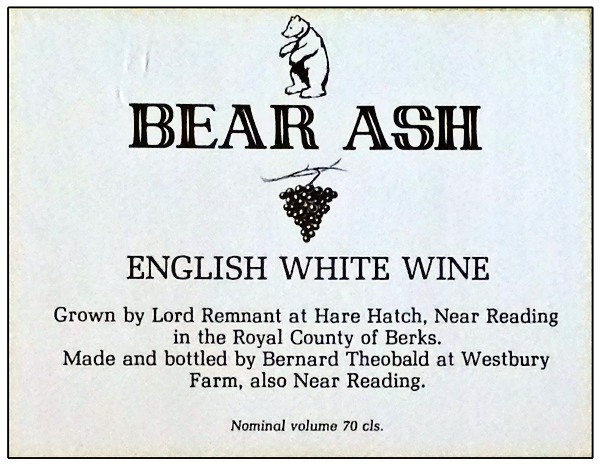 BEAR ASH
ENGLISH WHITE WINE
Grown by Lord Remnant at Hare Hatch, Near Reading
in the Royal County of Berks.
Made and bottled by Bernard Theobald at Westbury
Farm, also Near Reading.
Nominal volume 70 cls.